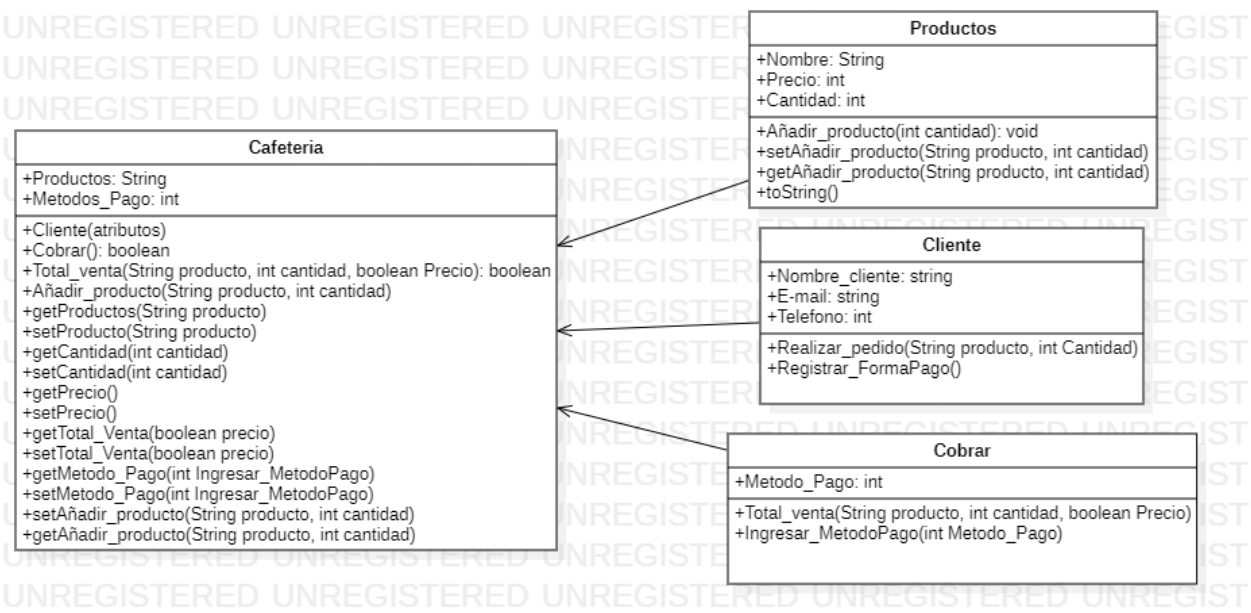 UNREGISTERED UNREGISTERED UNREGISTERED
Productos
+Nombre: String
+Precio: int
+Cantidad: int
+Añadir_producto(int cantidad): void
+setAñadir_producto(String producto, int cantidad)
+getAñadir_producto(String producto, int cantidad)
+toString()
Cafeteria
+Productos: String
+Metodos_Pago: int
+Cliente(atributos)
+Cobrar(): boolean
+Total_venta(String producto, int cantidad, boolean Precio): boolean
+Añadir_producto(String producto, int cantidad)
+getProductos(String producto)
+setProducto(String producto)
+getCantidad(int cantidad)
+setCantidad(int cantidad)
+getPrecio()
+setPrecio()
+getTotal_Venta(boolean precio)
+setTotal_Venta(boolean precio)
+getMetodo_Pago(int Ingresar_MetodoPago)
+setMetodo_Pago(int Ingresar_MetodoPago)
+setAñadir_producto(String producto, int cantidad)
+getAñadir_producto(String producto, int cantidad)
Cliente
+Nombre_cliente: string
+E-mail: string
+Telefono: int
+Realizar_pedido(String producto, int Cantidad)
+Registrar_FormaPago()
Cobrar
+Metodo_Pago: int
+Total_venta(String producto, int cantidad, boolean Precio)
+Ingresar_MetodoPago(int Metodo_Pago)